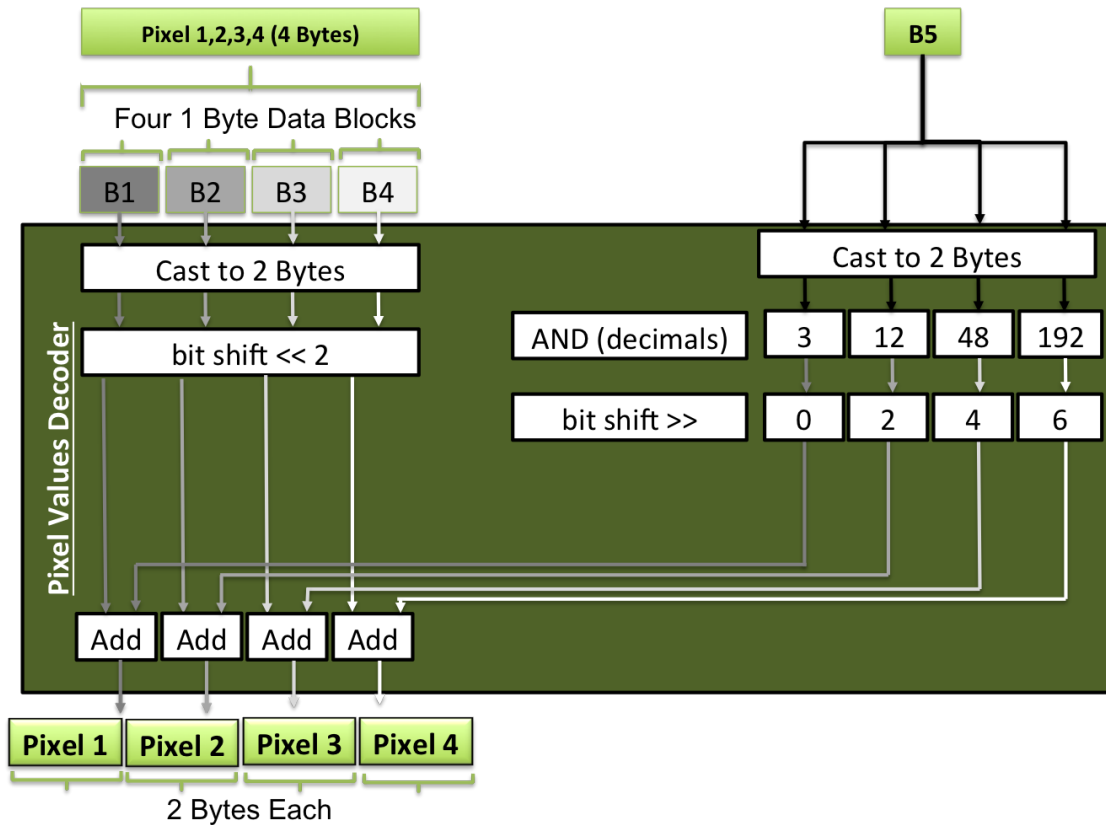 Pixel 1,2,3,4 (4 Bytes)
B5
Four 1 Byte Data Blocks
B1 B2 B3 B4
Cast to 2 Bytes
Cast to 2 Bytes
bit shift << 2
AND (decimals) 3 12 48 192
bit shift >> 0 2 4 6
Pixel Values Decoder
Add Add Add Add
Pixel 1 Pixel 2 Pixel 3 Pixel 4
2 Bytes Each